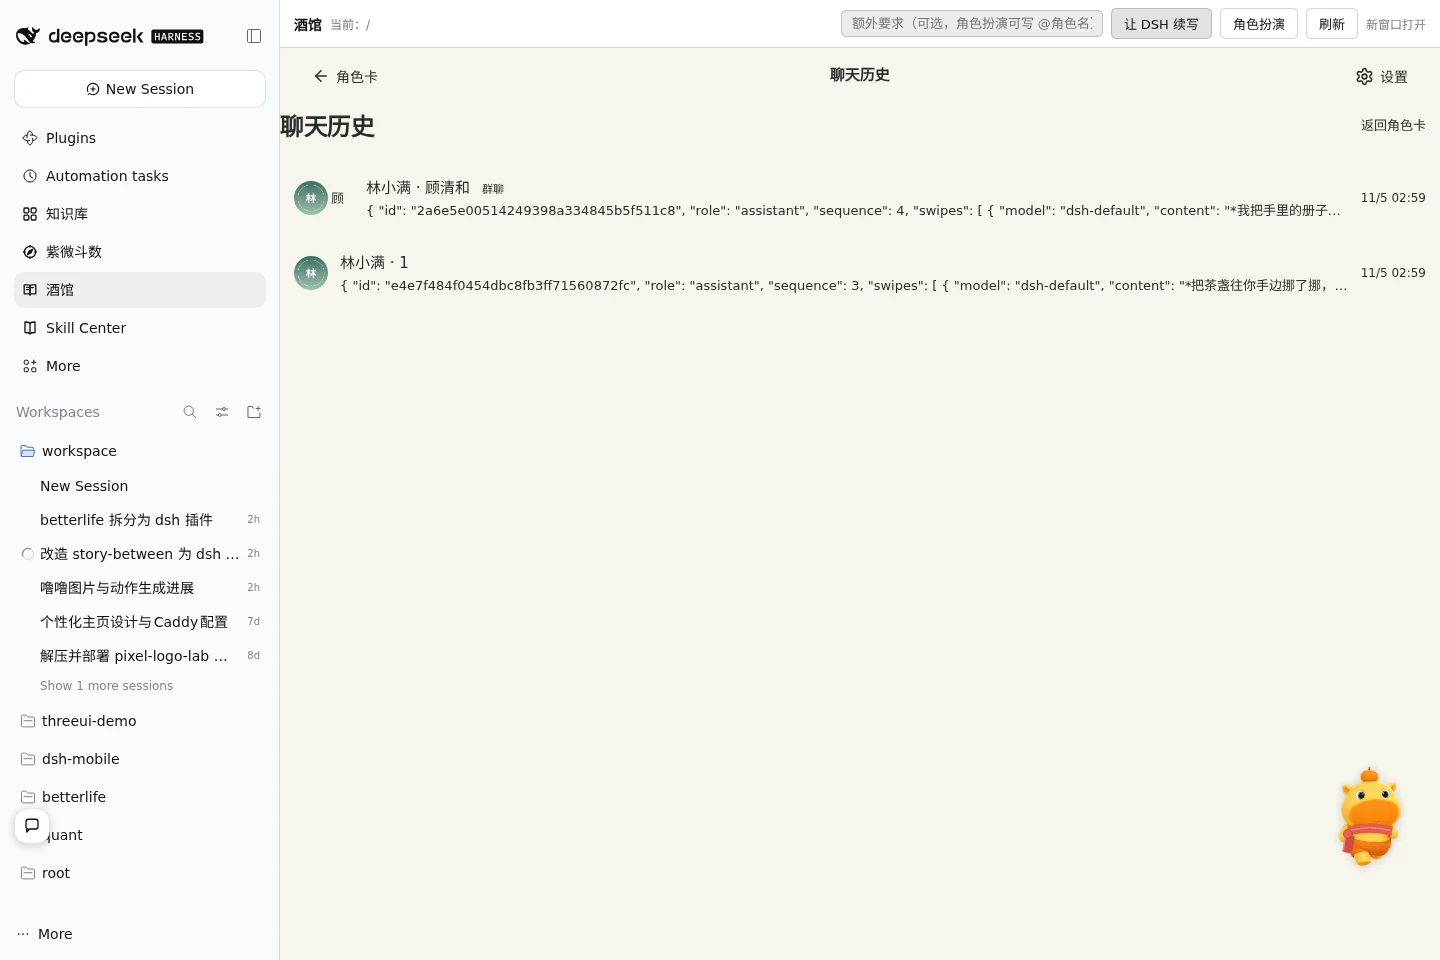 deepseek HARNESS
New Session
Plugins
Automation tasks
知识库
紫微斗数
酒馆
Skill Center
More
Workspaces
workspace
New Session
betterlife 拆分为 dsh 插件 2h
改造 story-between 为 dsh ... 2h
噜噜图片与动作生成进展 2h
个性化主页设计与Caddy配置 7d
解压并部署 pixel-logo-lab ... 8d
Show 1 more sessions
threeui-demo
dsh-mobile
betterlife
quant
root
··· More
酒馆 当前：/
额外要求（可选，角色扮演可写 @角色名
让 DSH 续写
角色扮演
刷新
新窗口打开
角色卡
聊天历史
设置
聊天历史
返回角色卡
林 顾
林小满 · 顾清和 群聊
{ "id": "2a6e5e00514249398a334845b5f511c8", "role": "assistant", "sequence": 4, "swipes": [ { "model": "dsh-default", "content": "*我把手里的册子...
11/5 02:59
林
林小满 · 1
{ "id": "e4e7f484f0454dbc8fb3ff71560872fc", "role": "assistant", "sequence": 3, "swipes": [ { "model": "dsh-default", "content": "*把茶盏往你手边挪了挪，...
11/5 02:59